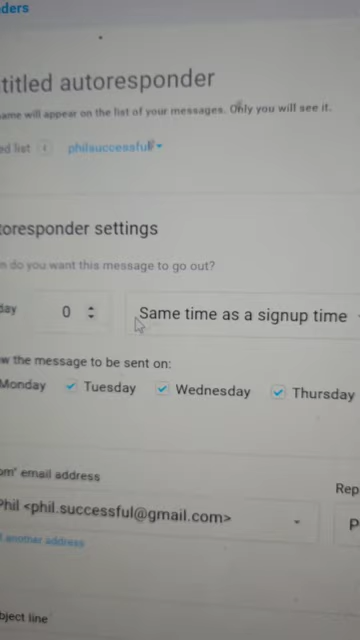 ders
titled autoresponder
ame will appear on the list of your messages. Only you will see it.
ed list i philsuccessful
toresponder settings
n do you want this message to go out?
day 0 Same time as a signup time
w the message to be sent on:
Monday Tuesday Wednesday Thursday
om" email address
Rep
Phil <phil.successful@gmail.com> P
another address
bject line